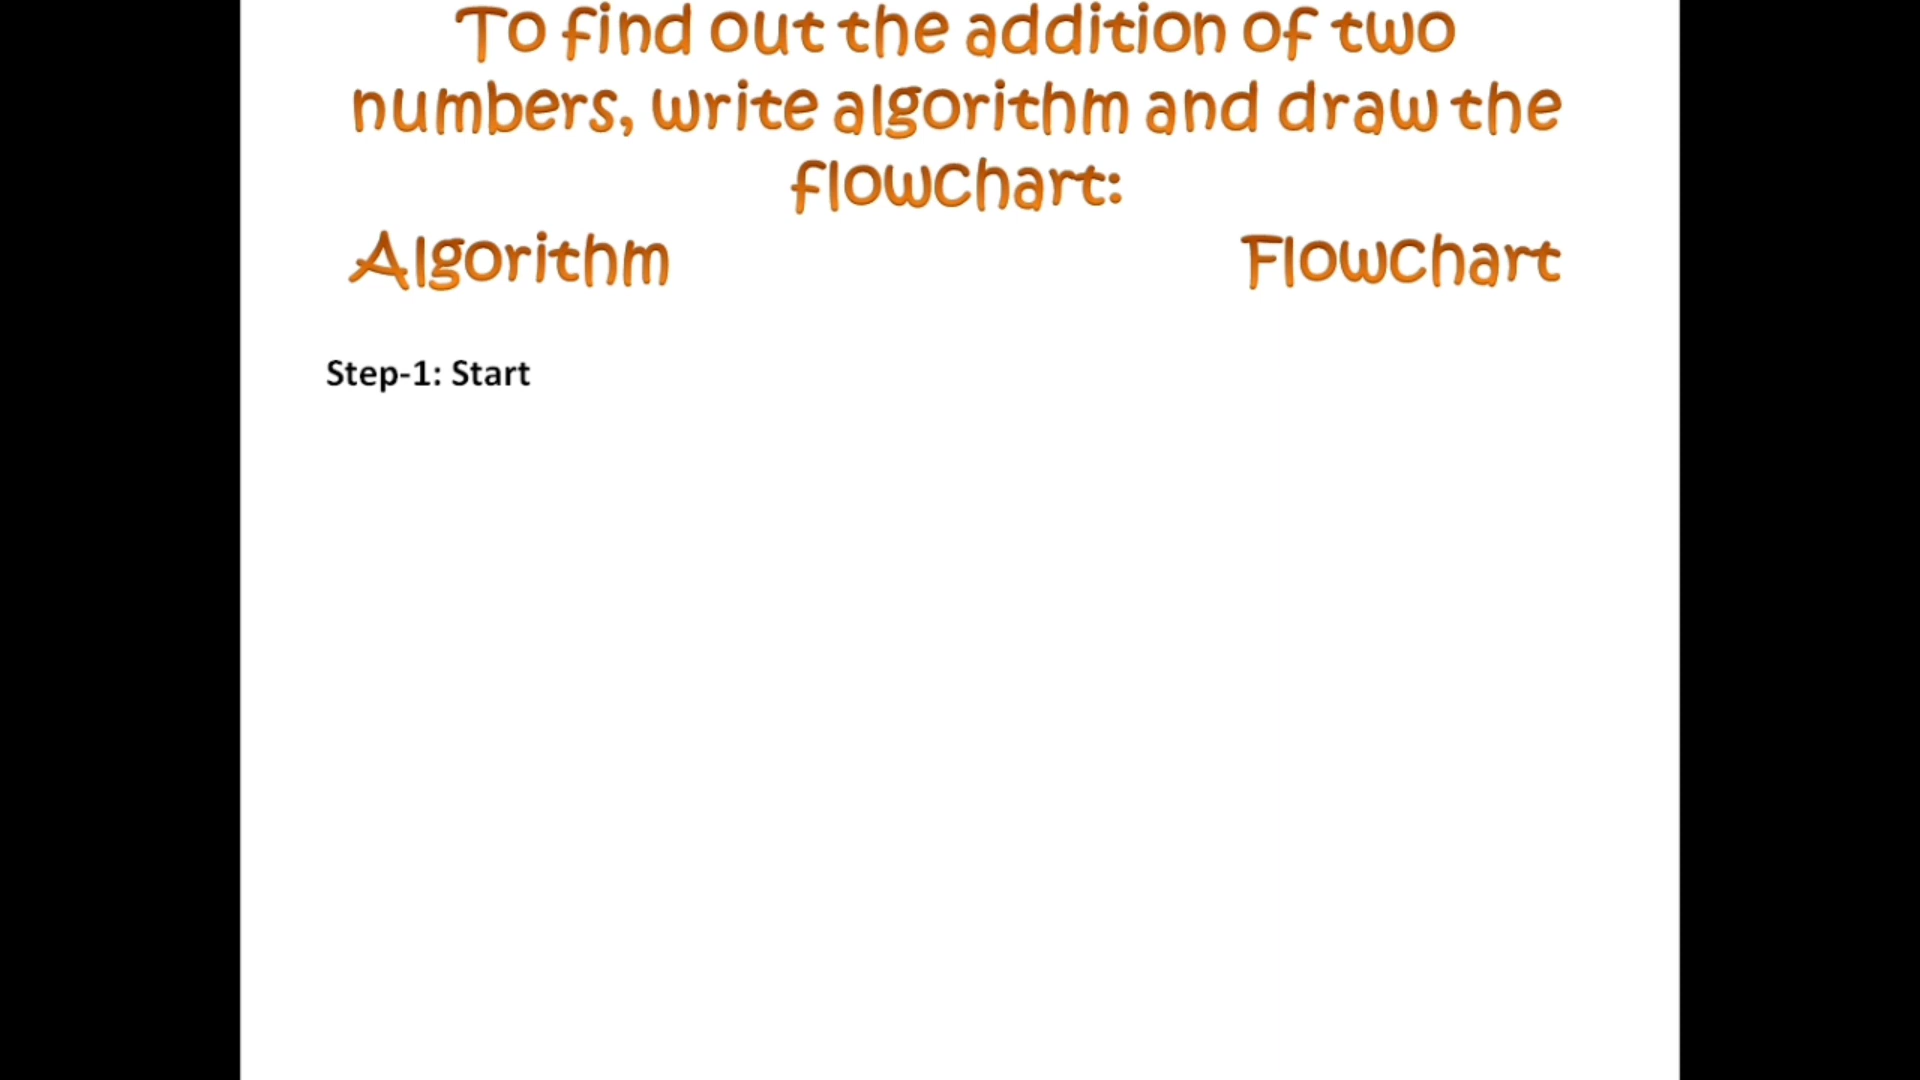 To find out the addition of two
numbers, write algorithm and draw the
flowchart:
Algorithm Flowchart
Step-1: Start